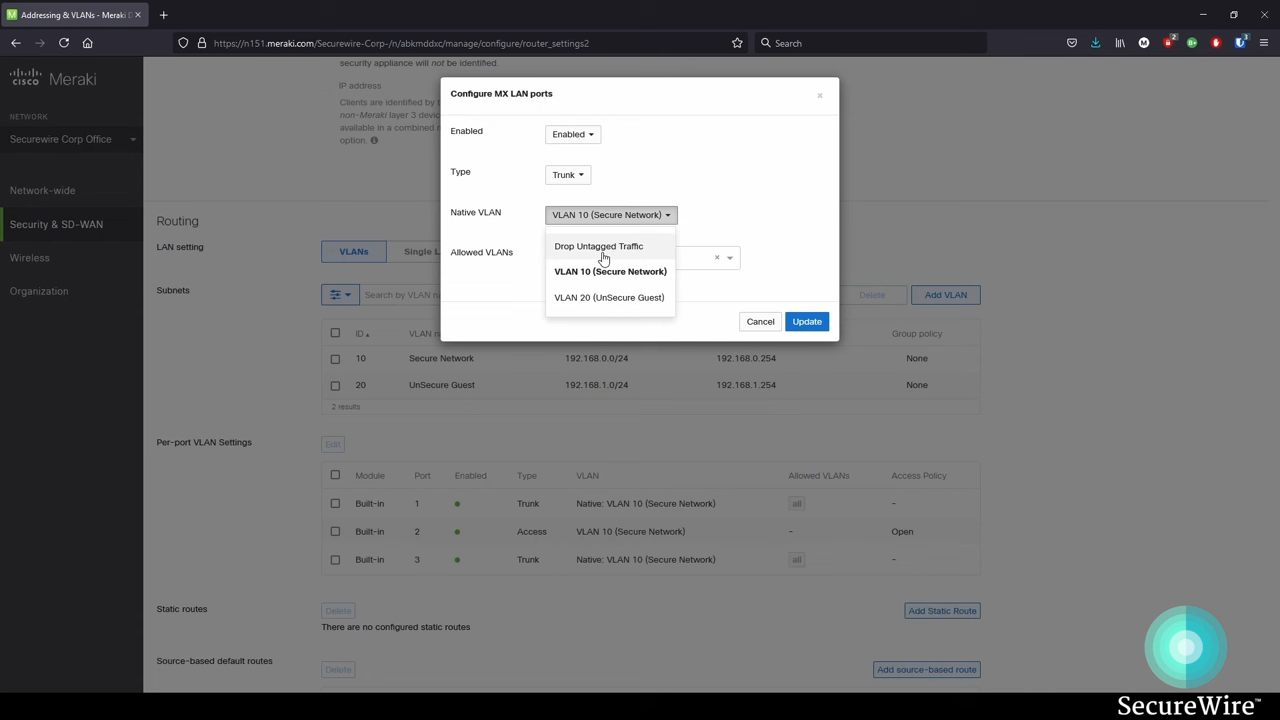 Addressing & VLANs - Meraki D
https://n151.meraki.com/Securewire-Corp-/n/abkmddxc/manage/configure/router_settings2
Search
2
8+
3
CISCO Meraki
NETWORK
Securewire Corp Office
Network-wide
Security & SD-WAN
Wireless
Organization
security appliance will not be identified.
IP address
Clients are identified by t
non-Meraki layer 3 devic
available in a combined n
option.
Configure MX LAN ports
×
Enabled
Enabled
Type
Trunk
Native VLAN
VLAN 10 (Secure Network)
Drop Untagged Traffic
VLAN 10 (Secure Network)
VLAN 20 (UnSecure Guest)
Allowed VLANs
×
Cancel
Update
Routing
LAN setting
VLANs
Single L
Subnets
Search by VLAN na
Delete
Add VLAN
ID
VLAN n
Group policy
10
Secure Network
192.168.0.0/24
192.168.0.254
None
20
UnSecure Guest
192.168.1.0/24
192.168.1.254
None
2 results
Per-port VLAN Settings
Edit
Module
Port
Enabled
Type
VLAN
Allowed VLANs
Access Policy
Built-in
1
Trunk
Native: VLAN 10 (Secure Network)
all
-
Built-in
2
Access
VLAN 10 (Secure Network)
-
Open
Built-in
3
Trunk
Native: VLAN 10 (Secure Network)
all
-
Static routes
Delete
Add Static Route
There are no configured static routes
Source-based default routes
Delete
Add source-based route
SecureWire™